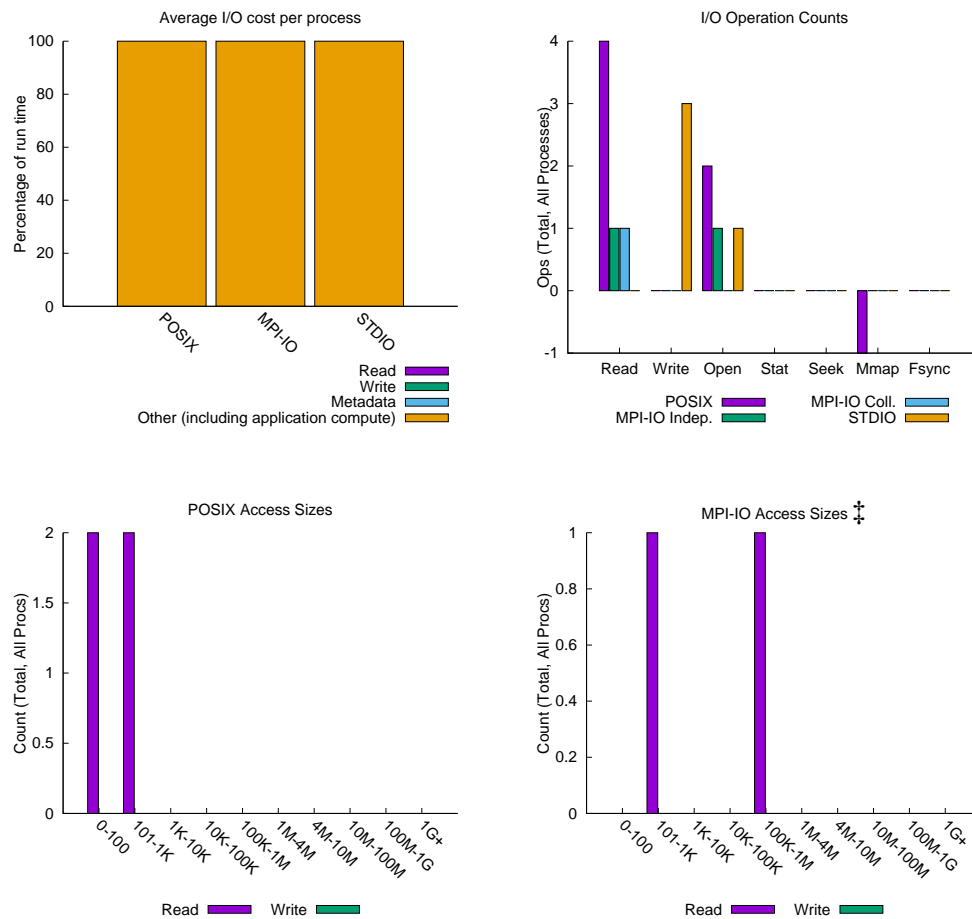 Average I/O cost per process
Percentage of run time
100
80
60
40
20
0
POSIX
MPI-IO
STDIO
Read
Write
Metadata
Other (including application compute)
I/O Operation Counts
Ops (Total, All Processes)
4
3
2
1
0
-1
Read Write Open Stat Seek Mmap Fsync
POSIX MPI-IO Coll.
MPI-IO Indep. STDIO
POSIX Access Sizes
Count (Total, All Procs)
2
1.5
1
0.5
0
0-100
101-1K
1K-10K
10K-100K
100K-1M
1M-4M
4M-10M
10M-100M
100M-1G
1G+
Read Write
MPI-IO Access Sizes ‡
Count (Total, All Procs)
1
0.8
0.6
0.4
0.2
0
0-100
101-1K
1K-10K
10K-100K
100K-1M
1M-4M
4M-10M
10M-100M
100M-1G
1G+
Read Write